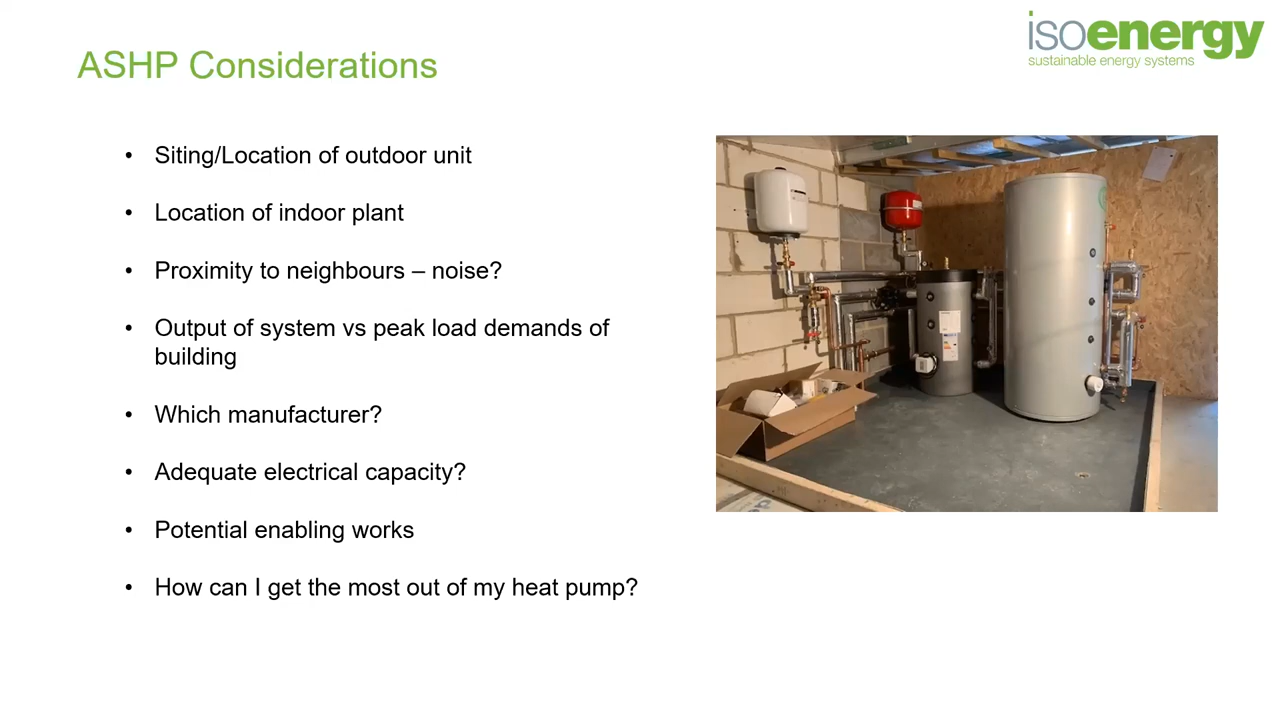 ASHP Considerations
isoenergy
sustainable energy systems
• Siting/Location of outdoor unit
• Location of indoor plant
• Proximity to neighbours – noise?
• Output of system vs peak load demands of
building
• Which manufacturer?
• Adequate electrical capacity?
• Potential enabling works
• How can I get the most out of my heat pump?